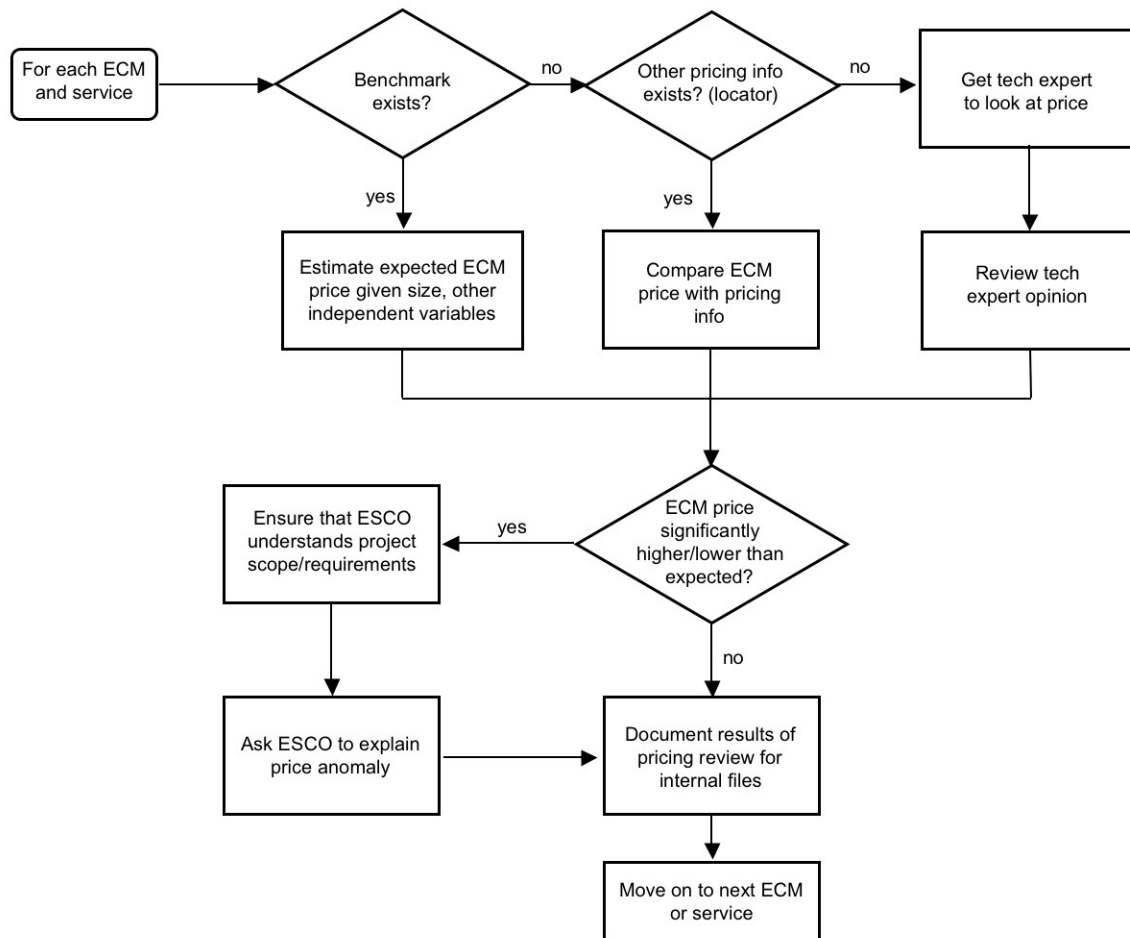 For each ECM
and service
Benchmark
exists?
no
Other pricing info
exists? (locator)
no
Get tech expert
to look at price
yes
yes
Estimate expected ECM
price given size, other
independent variables
Compare ECM
price with pricing
info
Review tech
expert opinion
ECM price
significantly
higher/lower than
expected?
yes
Ensure that ESCO
understands project
scope/requirements
no
Ask ESCO to explain
price anomaly
Document results of
pricing review for
internal files
Move on to next ECM
or service